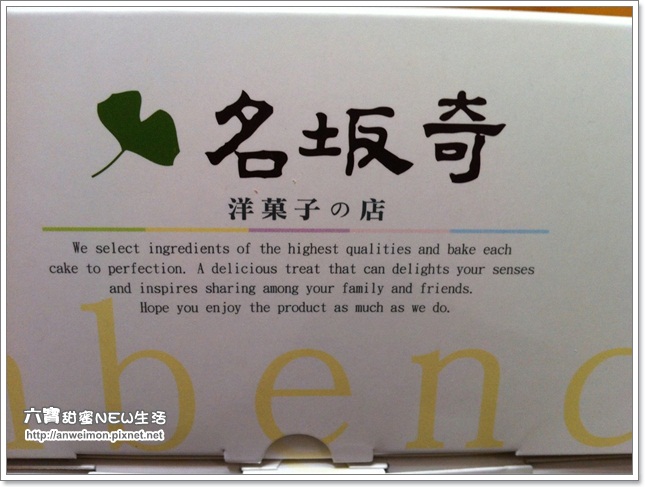 名坂奇
洋菓子の店
We select ingredients of the highest qualities and bake each
cake to perfection. A delicious treat that can delights your senses
and inspires sharing among your family and friends.
Hope you enjoy the product as much as we do.
benc
六寶甜蜜NEW生活
http://anweimon.pixnet.net